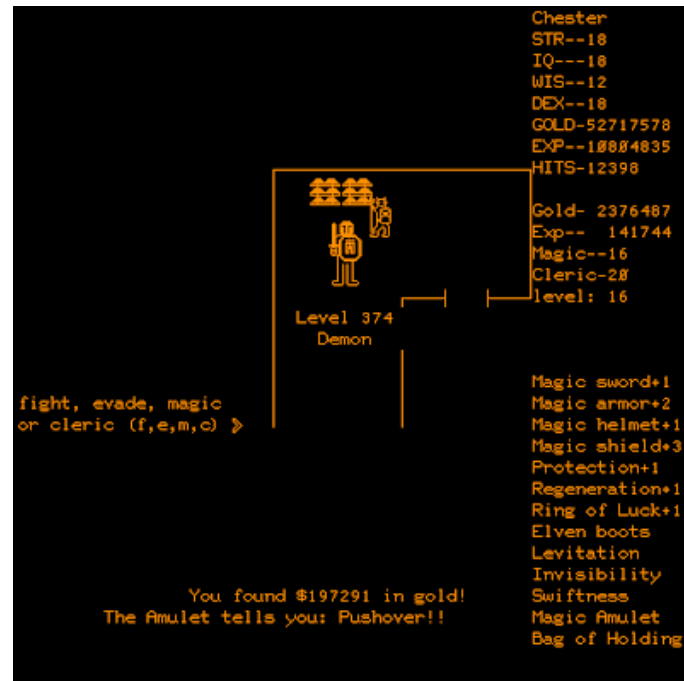 Chester
STR--18
IQ---18
WIS--12
DEX--18
GOLD-52717578
EXP--10804835
HITS-12398
Gold- 2376487
Exp-- 141744
Magic--16
Cleric-20
level: 16
Level 374
Demon
fight, evade, magic
or cleric (f,e,m,c) »
Magic sword+1
Magic armor+2
Magic helmet+1
Magic shield+3
Protection+1
Regeneration+1
Ring of Luck+1
Elven boots
Levitation
Invisibility
Swiftness
Magic Amulet
Bag of Holding
You found $197291 in gold!
The Amulet tells you: Pushover!!